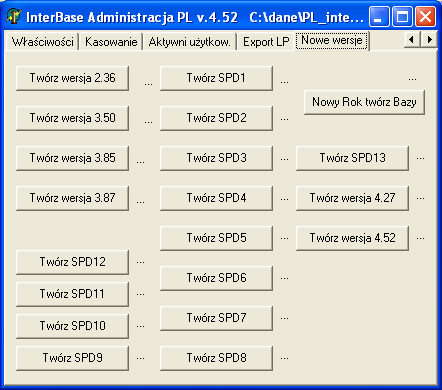 InterBase Administracja PL v.4.52 C:\dane\PL_inte...
Właściwości Kasowanie Aktywni użytkow. Export LP Nowe wersje
Twórz wersja 2.36 ... Twórz SPD1 ... ...
Nowy Rok twórz Bazy
Twórz wersja 3.50 ... Twórz SPD2 ...
Twórz wersja 3.85 ... Twórz SPD3 ... Twórz SPD13 ...
Twórz wersja 3.87 ... Twórz SPD4 ... Twórz wersja 4.27 ...
Twórz SPD5 ... Twórz wersja 4.52 ...
Twórz SPD12 ... Twórz SPD6 ...
Twórz SPD11 ...
Twórz SPD10 ... Twórz SPD7 ...
Twórz SPD9 ... Twórz SPD8 ...